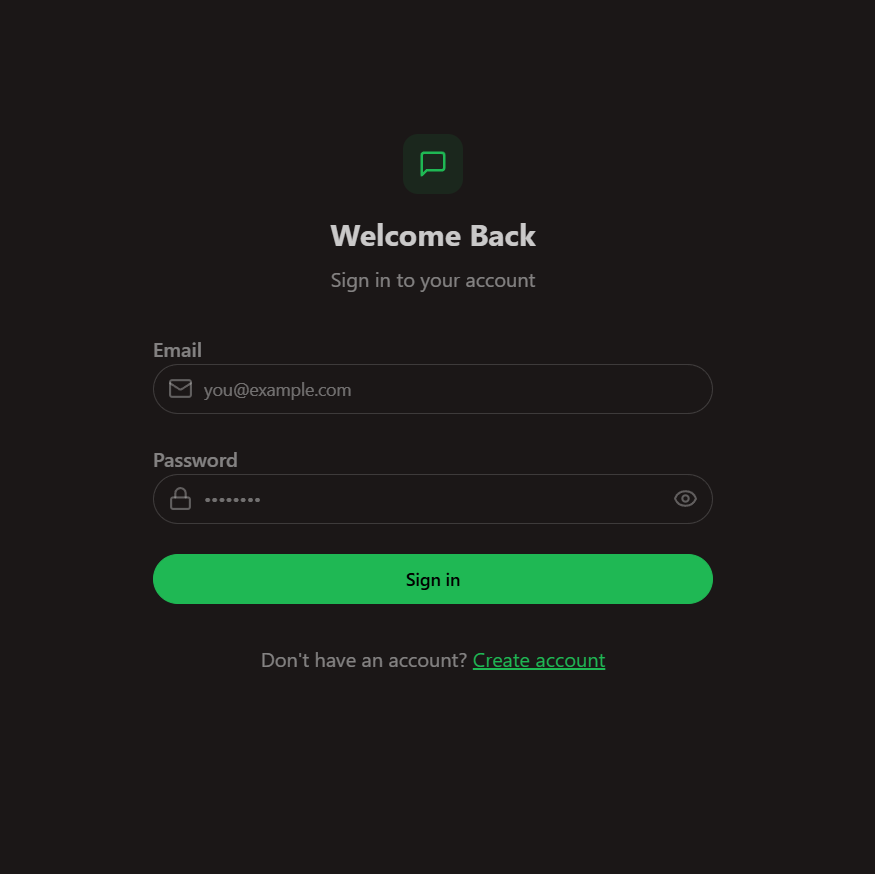 Welcome Back
Sign in to your account
Email
you@example.com
Password
••••••••
Sign in
Don't have an account? Create account